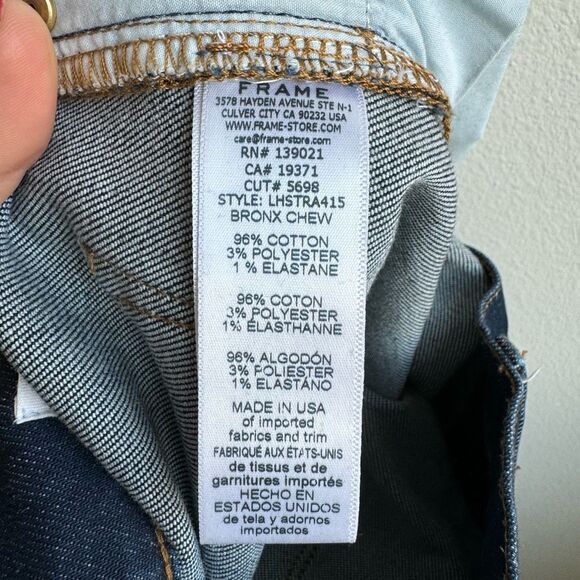 FRAME
3578 HAYDEN AVENUE STE N-1
CULVER CITY CA 90232 USA
WWW.FRAME-STORE.COM
care@frame-store.com
RN# 139021
CA# 19371
CUT# 5698
STYLE: LHSTRA415
BRONX CHEW
96% COTTON
3% POLYESTER
1% ELASTANE
96% COTON
3% POLYESTER
1% ÉLASTHANNE
96% ALGODÓN
3% POLIESTER
1% ELASTANO
MADE IN USA
of imported
fabrics and trim
FABRIQUÉ AUX ÉTATS-UNIS
de tissus et de
garnitures importés
HECHO EN
ESTADOS UNIDOS
de tela y adornos
importados